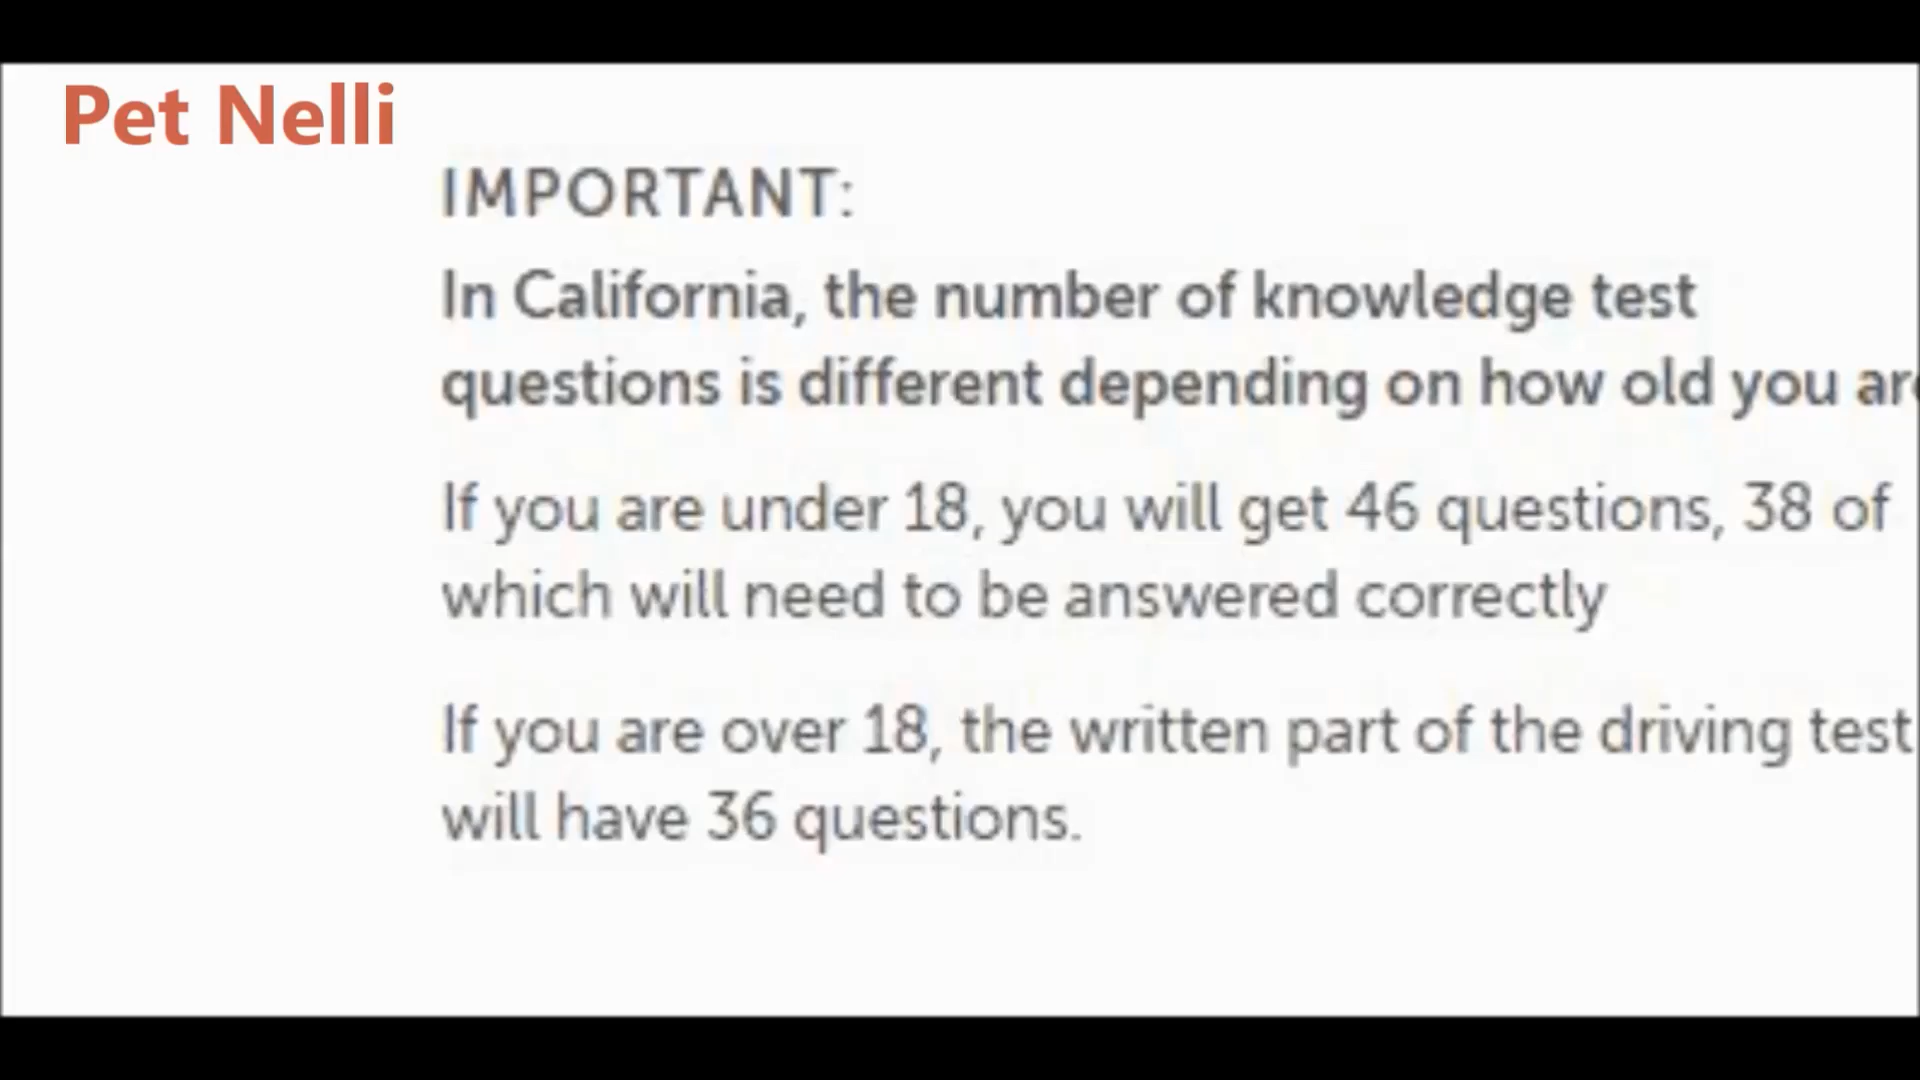 Pet Nelli
IMPORTANT:
In California, the number of knowledge test
questions is different depending on how old you are
If you are under 18, you will get 46 questions, 38 of
which will need to be answered correctly
If you are over 18, the written part of the driving test
will have 36 questions.